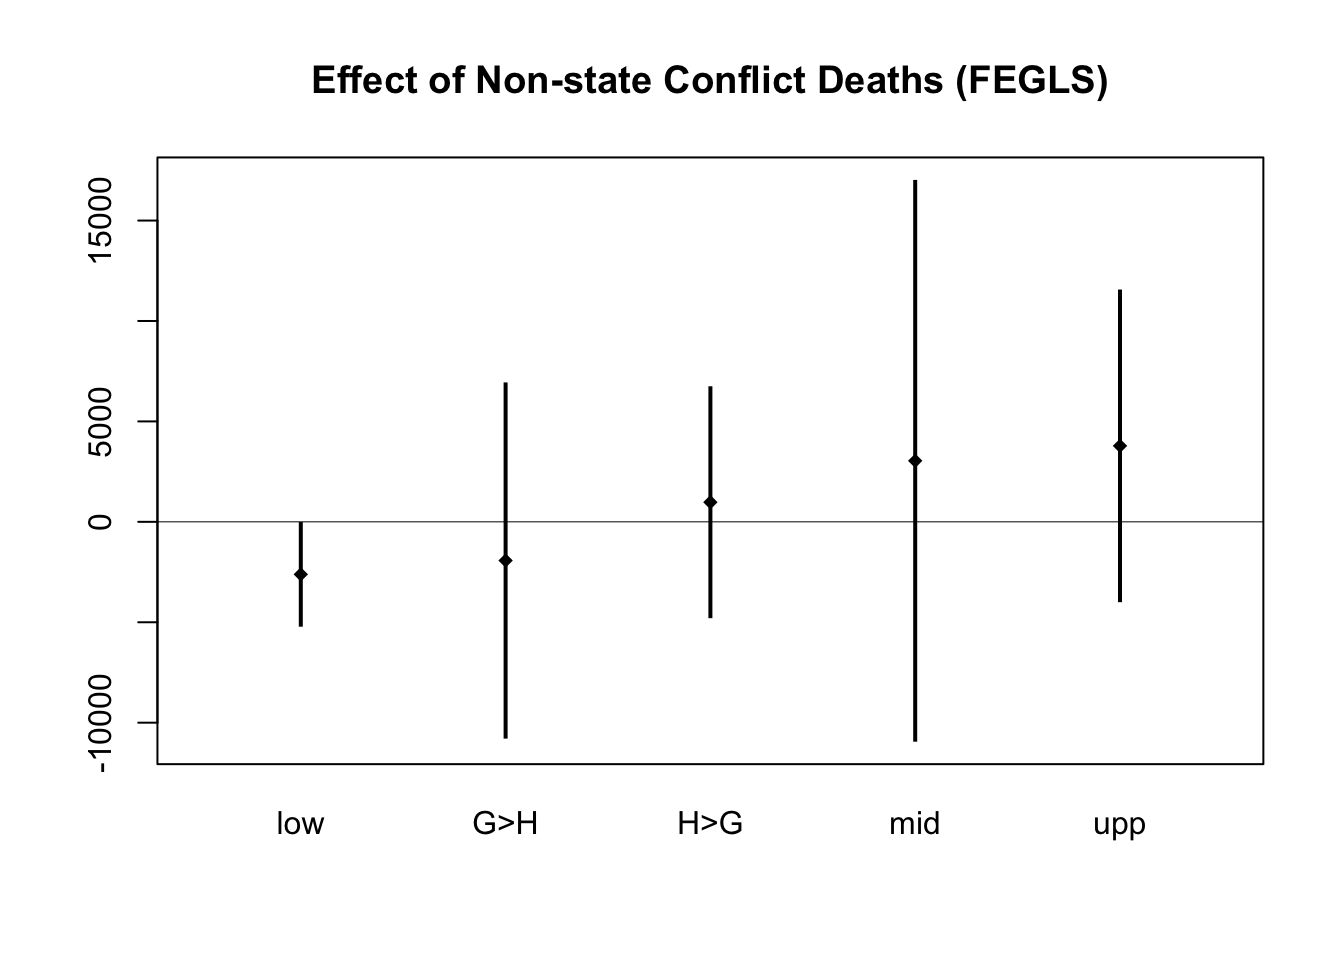 Effect of Non-state Conflict Deaths (FEGLS)
15000
5000
0
-10000
low G>H H>G mid upp